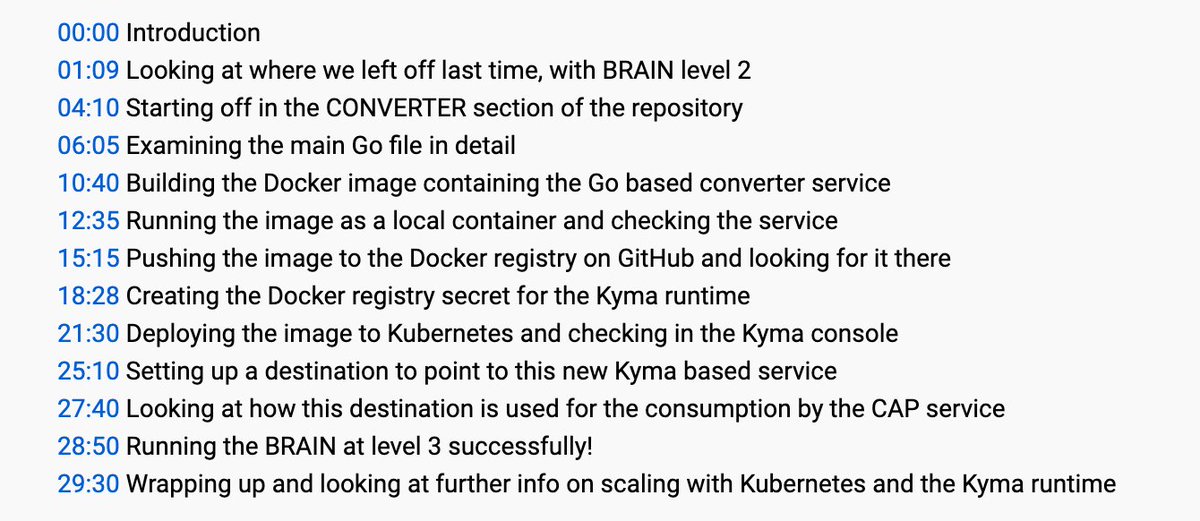 00:00 Introduction
01:09 Looking at where we left off last time, with BRAIN level 2
04:10 Starting off in the CONVERTER section of the repository
06:05 Examining the main Go file in detail
10:40 Building the Docker image containing the Go based converter service
12:35 Running the image as a local container and checking the service
15:15 Pushing the image to the Docker registry on GitHub and looking for it there
18:28 Creating the Docker registry secret for the Kyma runtime
21:30 Deploying the image to Kubernetes and checking in the Kyma console
25:10 Setting up a destination to point to this new Kyma based service
27:40 Looking at how this destination is used for the consumption by the CAP service
28:50 Running the BRAIN at level 3 successfully!
29:30 Wrapping up and looking at further info on scaling with Kubernetes and the Kyma runtime